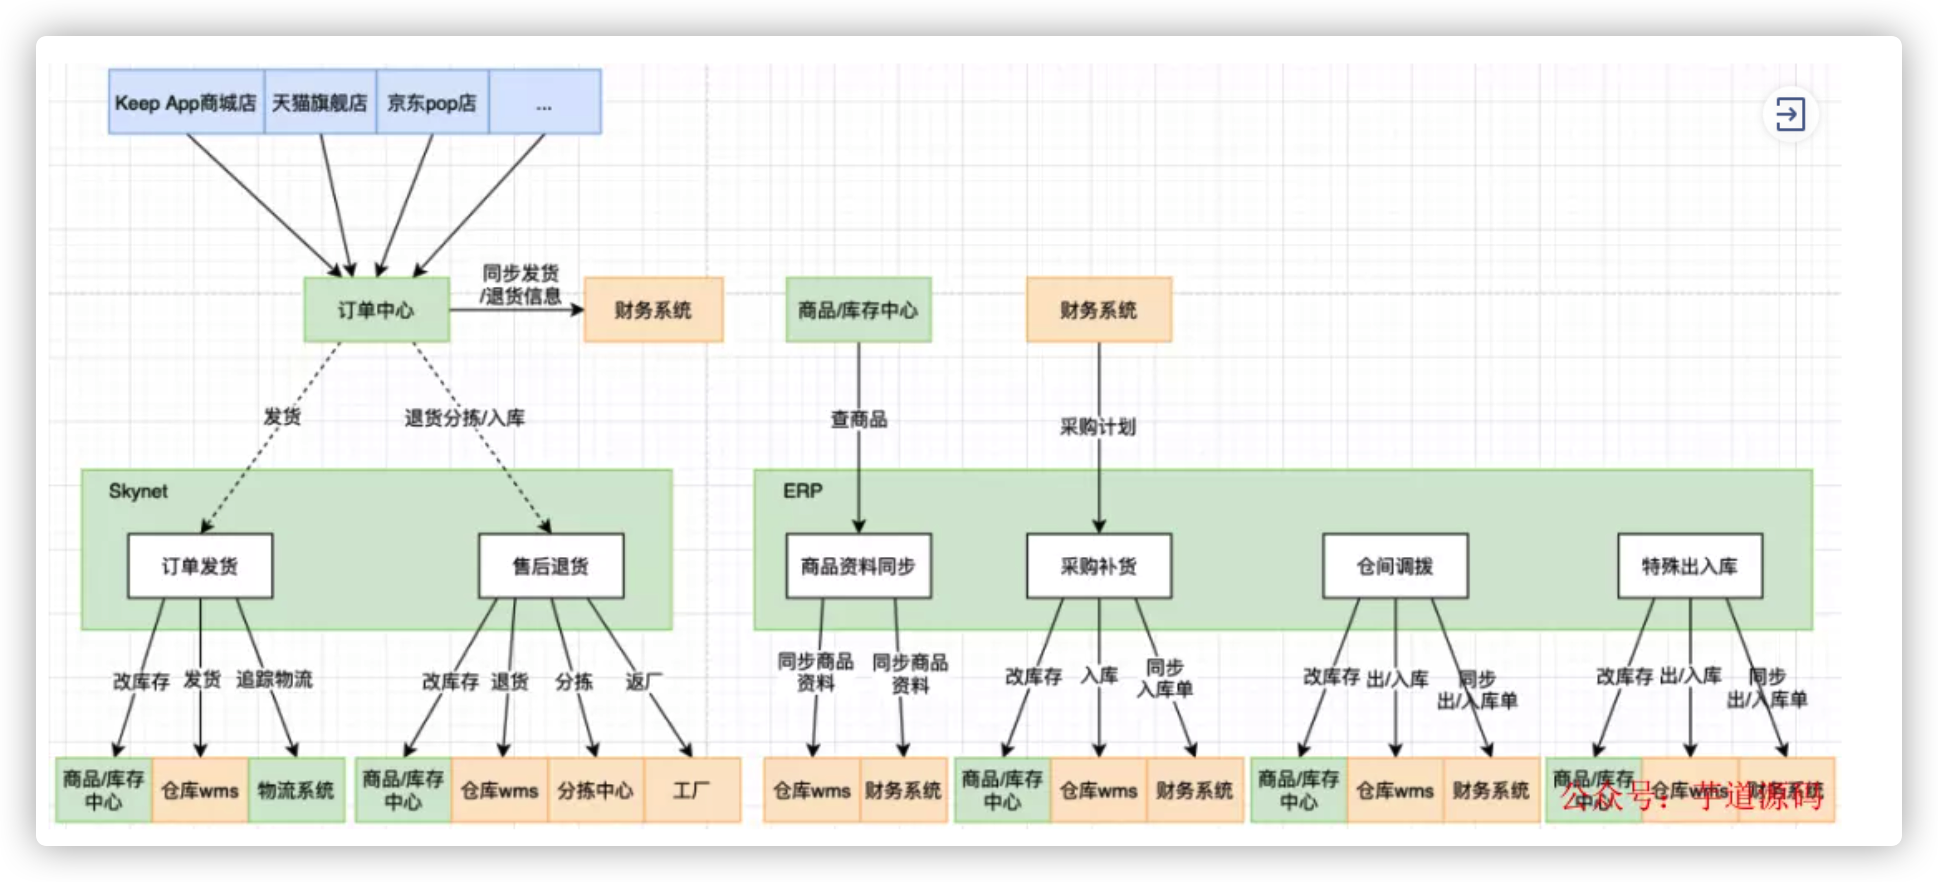 Keep App商城店
天猫旗舰店
京东pop店
...
同步发货
/退货信息
订单中心
财务系统
商品/库存中心
财务系统
发货
退货分拣/入库
查商品
采购计划
Skynet
ERP
订单发货
售后退货
商品资料同步
采购补货
仓间调拨
特殊出入库
改库存
发货
追踪物流
改库存
退货
分拣
返厂
同步商品
资料
同步商品
资料
改库存
入库
同步
入库单
改库存
出/入库
同步
出/入库单
改库存
出/入库
同步
出/入库单
商品/库存
中心
仓库wms
物流系统
商品/库存
中心
仓库wms
分拣中心
工厂
仓库wms
财务系统
商品/库存
中心
仓库wms
财务系统
商品/库存
中心
仓库wms
财务系统
商品/库存
中心
仓库wms
财务系统
公众号：芋道源码